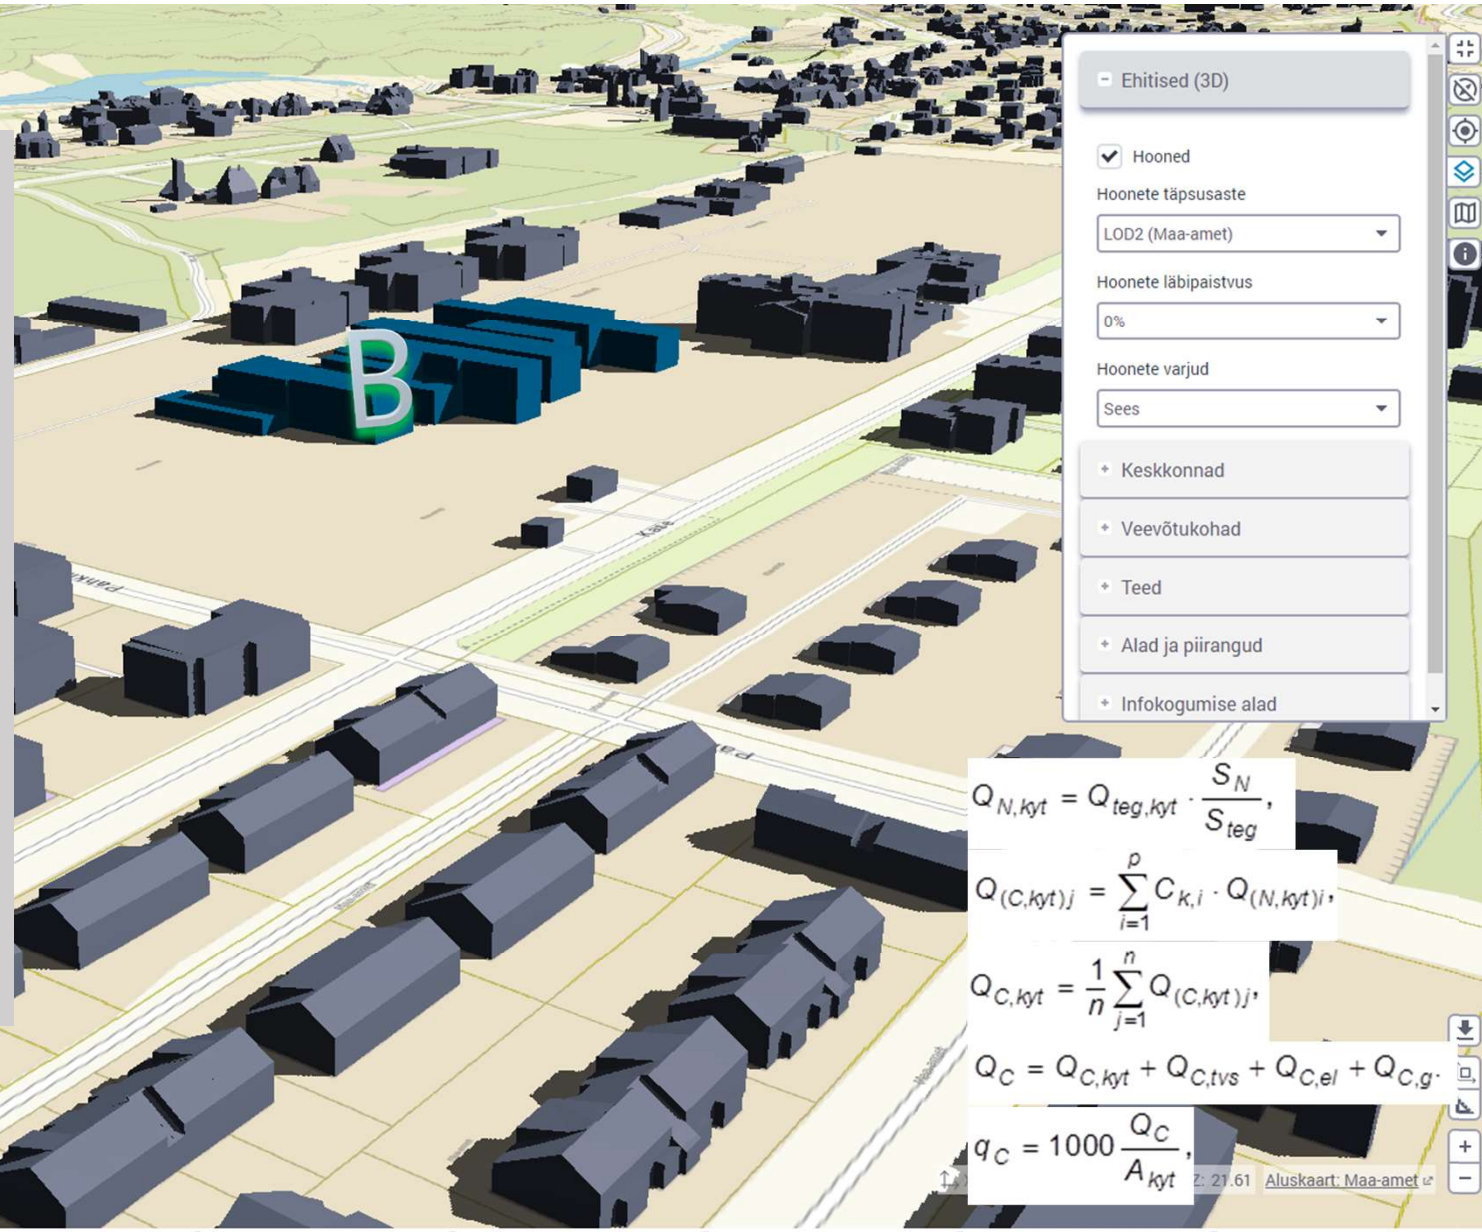 Ehitised (3D)
Hooned
Hoonete täpsusaste
LOD2 (Maa-amet)
Hoonete läbipaistvus
0%
Hoonete varjud
Sees
Keskkonnad
Veevõtukohad
Teed
Alad ja piirangud
Infokogumise alad
B
Kase
Q_{N,kyt} = Q_{teg,kyt} · S_N / S_{teg},
Q_{(C,kyt)j} = \sum_{i=1}^{p} C_{k,i} · Q_{(N,kyt)i},
Q_{C,kyt} = 1/n \sum_{j=1}^{n} Q_{(C,kyt)j},
Q_C = Q_{C,kyt} + Q_{C,tvs} + Q_{C,el} + Q_{C,g}.
q_C = 1000 Q_C / A_{kyt},
Z: 21.61 Aluskaart: Maa-amet